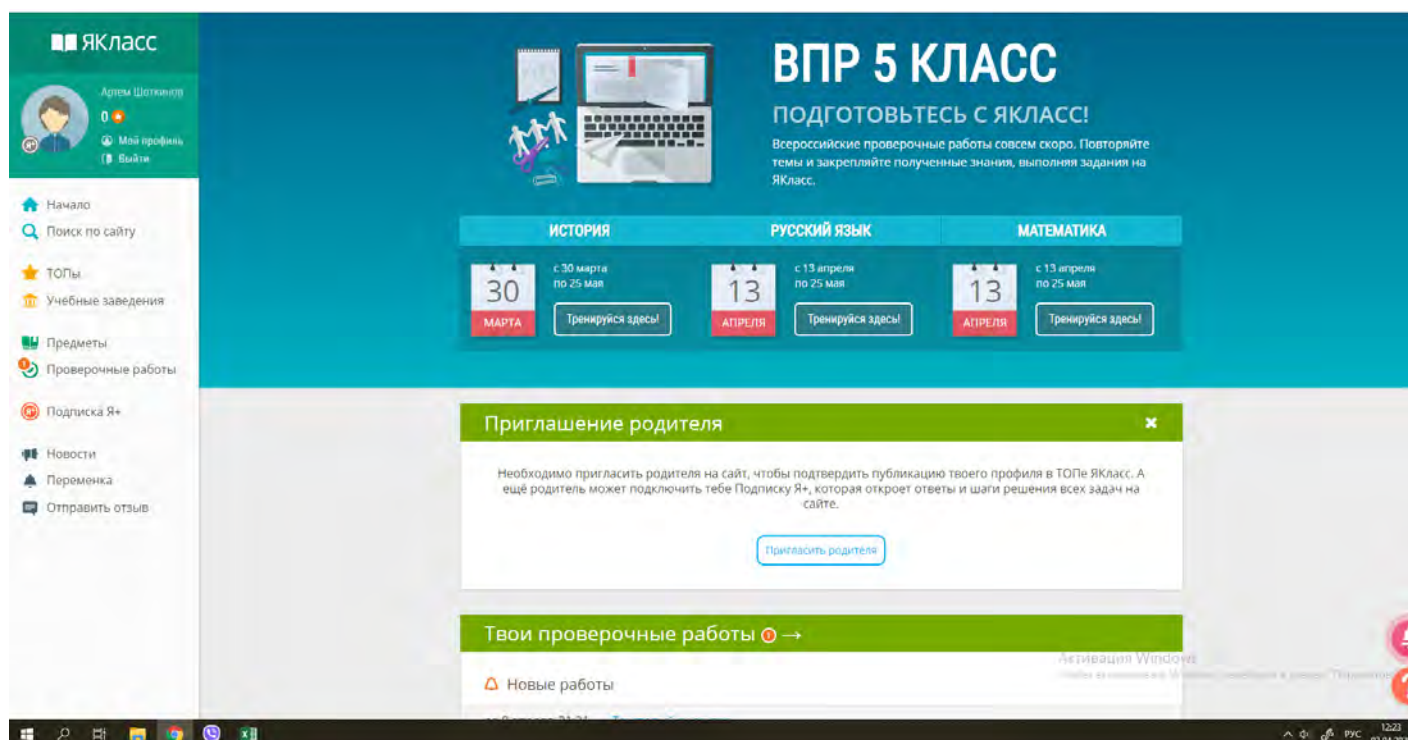 ЯКласс
Артем
0
Мой профиль
Выйти
Начало
Поиск по сайту
ТОПы
Учебные заведения
Предметы
1
Проверочные работы
Подписка Я+
Новости
Переменка
Отправить отзыв
ВПР 5 КЛАСС
ПОДГОТОВЬТЕСЬ С ЯКЛАСС!
Всероссийские проверочные работы совсем скоро. Повторяйте
темы и закрепляйте полученные знания, выполняя задания на
ЯКласс.
ИСТОРИЯ
РУССКИЙ ЯЗЫК
МАТЕМАТИКА
30
МАРТА
с 30 марта
по 25 мая
Тренируйся здесь!
13
АПРЕЛЯ
с 13 апреля
по 25 мая
Тренируйся здесь!
13
АПРЕЛЯ
с 13 апреля
по 25 мая
Тренируйся здесь!
Приглашение родителя
Необходимо пригласить родителя на сайт, чтобы подтвердить публикацию твоего профиля в ТОПе ЯКласс. А
ещё родитель может подключить тебе Подписку Я+, которая откроет ответы и шаги решения всех задач на
сайте.
Пригласить родителя
Твои проверочные работы 1 →
Новые работы
Активация Windows
РУС
12:23